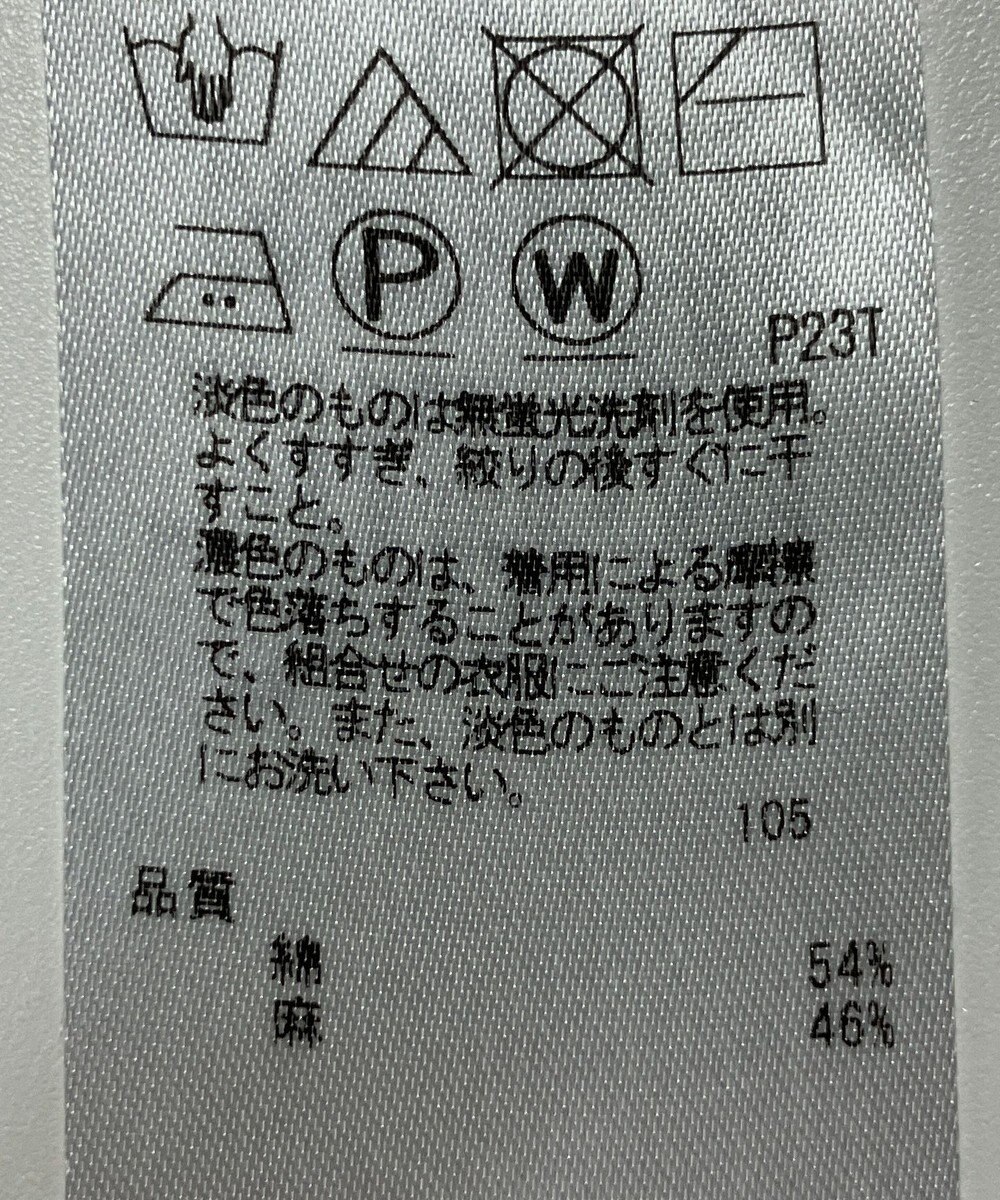 P W
P23T
淡色のものは無蛍光洗剤を使用。
よくすすぎ、絞りの後すぐに干
すこと。
濃色のものは、着用による摩擦
で色落ちすることがありますの
で、組合せの衣服にご注意くだ
さい。また、淡色のものとは別
にお洗い下さい。
105
品質
綿 54%
麻 46%